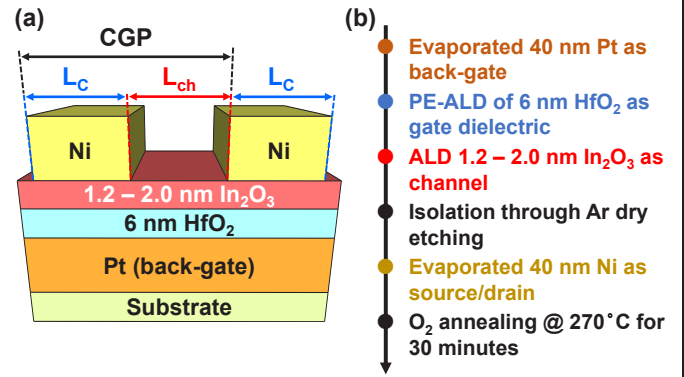 (a)
CGP
L_C
L_ch
L_C
Ni
Ni
1.2 – 2.0 nm In₂O₃
6 nm HfO₂
Pt (back-gate)
Substrate
(b)
Evaporated 40 nm Pt as
back-gate
PE-ALD of 6 nm HfO₂ as
gate dielectric
ALD 1.2 – 2.0 nm In₂O₃ as
channel
Isolation through Ar dry
etching
Evaporated 40 nm Ni as
source/drain
O₂ annealing @ 270°C for
30 minutes